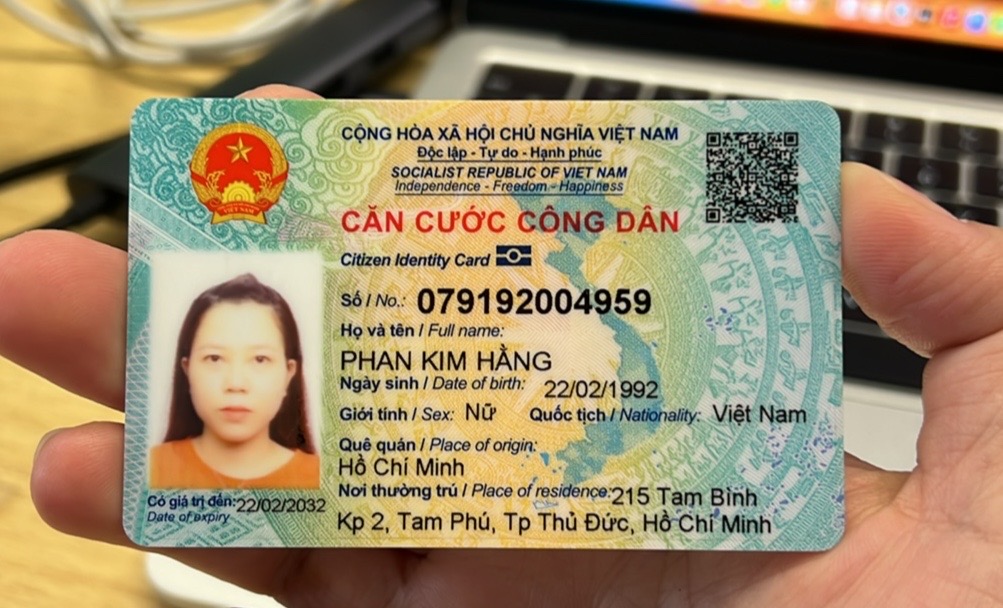 CỘNG HÒA XÃ HỘI CHỦ NGHĨA VIỆT NAM
Độc lập - Tự do - Hạnh phúc
SOCIALIST REPUBLIC OF VIET NAM
Independence - Freedom - Happiness
CĂN CƯỚC CÔNG DÂN
Citizen Identity Card
Số / No.: 079192004959
Họ và tên / Full name:
PHAN KIM HẰNG
Ngày sinh / Date of birth: 22/02/1992
Giới tính / Sex: Nữ Quốc tịch / Nationality: Việt Nam
Quê quán / Place of origin:
Hồ Chí Minh
Nơi thường trú / Place of residence: 215 Tam Bình
Kp 2, Tam Phú, Tp Thủ Đức, Hồ Chí Minh
Có giá trị đến: 22/02/2032
Date of expiry
VIỆT NAM